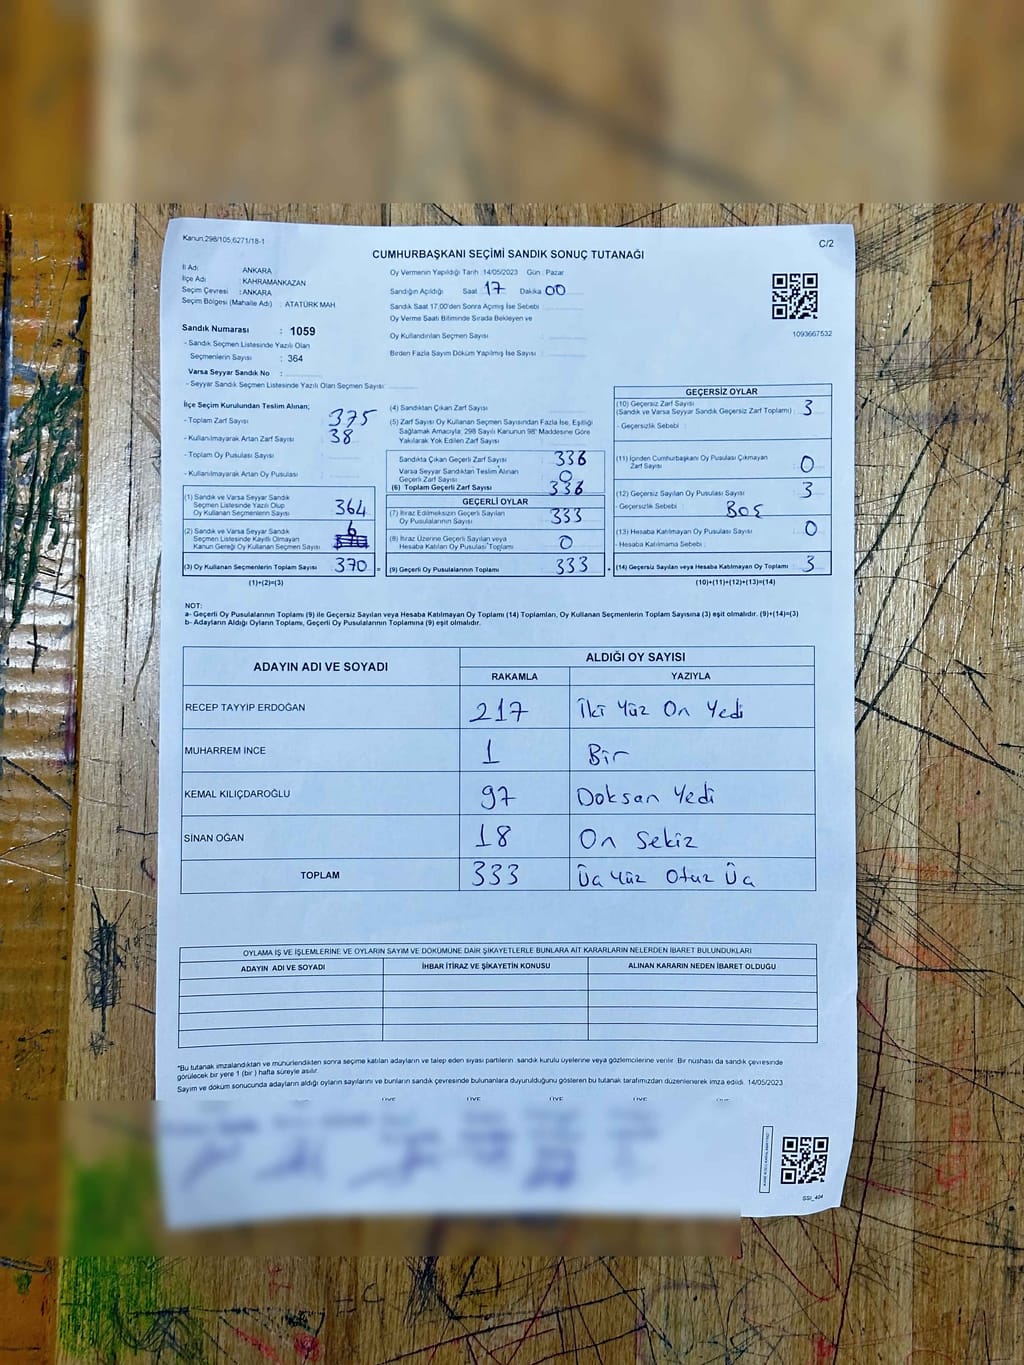 Kanun;298/105;6271/18-1
C/2
CUMHURBAŞKANI SEÇİMİ SANDIK SONUÇ TUTANAĞI
İl Adı: ANKARA
İlçe Adı : KAHRAMANKAZAN
Seçim Çevresi : ANKARA
Seçim Bölgesi (Mahalle Adı) : ATATÜRK MAH.
Sandık Numarası : 1059
- Sandık Seçmen Listesinde Yazılı Olan
Seçmenlerin Sayısı : 364
Varsa Seyyar Sandık No :
- Seyyar Sandık Seçmen Listesinde Yazılı Olan Seçmen Sayısı
Oy Vermenin Yapıldığı Tarih :14/05/2023 Gün : Pazar
Sandığın Açıldığı Saat 17 Dakika 00
Sandık Saat 17.00'den Sonra Açılmış İse Sebebi
Oy Verme Saati Bitiminde Sırada Bekleyen ve
Oy Kullandırılan Seçmen Sayısı
Birden Fazla Sayım Döküm Yapılmış İse Sayısı
1093667532
İlçe Seçim Kurulundan Teslim Alınan;
- Toplam Zarf Sayısı 375
- Kullanılmayarak Artan Zarf Sayısı 38
- Toplam Oy Pusulası Sayısı
- Kullanılmayarak Artan Oy Pusulası
(1) Sandık ve Varsa Seyyar Sandık
Seçmen Listesinde Yazılı Olup
Oy Kullanan Seçmenlerin Sayısı 364
(2) Sandık ve Varsa Seyyar Sandık
Seçmen Listesinde Kayıtlı Olmayan
Kanun Gereği Oy Kullanan Seçmen Sayısı 6
(3) Oy Kullanan Seçmenlerin Toplam Sayısı 370 =
(1)+(2)=(3)
(4) Sandıktan Çıkan Zarf Sayısı
(5) Zarf Sayısı Oy Kullanan Seçmen Sayısından Fazla İse, Eşitliği
Sağlamak Amacıyla; 298 Sayılı Kanunun 98' Maddesine Göre
Yakılarak Yok Edilen Zarf Sayısı
Sandıkta Çıkan Geçerli Zarf Sayısı 336
Varsa Seyyar Sandıktan Teslim Alınan
Geçerli Zarf Sayısı 0
(6) Toplam Geçerli Zarf Sayısı 336
GEÇERLİ OYLAR
(7) İtiraz Edilmeksizin Geçerli Sayılan
Oy Pusulalarının Sayısı 333
(8) İtiraz Üzerine Geçerli Sayılan veya
Hesaba Katılan Oy Pusulası Toplamı 0
(9) Geçerli Oy Pusulalarının Toplamı 333
GEÇERSİZ OYLAR
(10) Geçersiz Zarf Sayısı
(Sandık ve Varsa Seyyar Sandık Geçersiz Zarf Toplamı) : 3
- Geçersizlik Sebebi :
(11) İçinden Cumhurbaşkanı Oy Pusulası Çıkmayan
Zarf Sayısı 0
(12) Geçersiz Sayılan Oy Pusulası Sayısı 3
- Geçersizlik Sebebi : BOŞ
(13) Hesaba Katılmayan Oy Pusulası Sayısı 0
- Hesaba Katılmama Sebebi :
(14) Geçersiz Sayılan veya Hesaba Katılmayan Oy Toplamı 3
(10)+(11)+(12)+(13)=(14)
NOT:
a- Geçerli Oy Pusulalarının Toplamı (9) ile Geçersiz Sayılan veya Hesaba Katılmayan Oy Toplamı (14) Toplamları, Oy Kullanan Seçmenlerin Toplam Sayısına (3) eşit olmalıdır. (9)+(14)=(3)
b- Adayların Aldığı Oyların Toplamı, Geçerli Oy Pusulalarının Toplamına (9) eşit olmalıdır.
ADAYIN ADI VE SOYADI
ALDIĞI OY SAYISI
RAKAMLA YAZIYLA
RECEP TAYYİP ERDOĞAN 217 İki Yüz On Yedi
MUHARREM İNCE 1 Bir
KEMAL KILIÇDAROĞLU 97 Doksan Yedi
SİNAN OĞAN 18 On Sekiz
TOPLAM 333 Üç Yüz Otuz Üç
OYLAMA İŞ VE İŞLEMLERİNE VE OYLARIN SAYIM VE DÖKÜMÜNE DAİR ŞİKAYETLERLE BUNLARA AİT KARARLARIN NELERDEN İBARET BULUNDUKLARI
ADAYIN ADI VE SOYADI İHBAR İTİRAZ VE ŞİKAYETİN KONUSU ALINAN KARARIN NEDEN İBARET OLDUĞU
*Bu tutanak imzalandıktan ve mühürlendikten sonra seçime katılan adayların ve talep eden siyasi partilerin sandık kurulu üyelerine veya gözlemcilerine verilir. Bir nüshası da sandık çevresinde
görülecek bir yere 1 (bir) hafta süreyle asılır.
Sayım ve döküm sonucunda adayların aldığı oyların sayılarını ve bunların sandık çevresinde bulunanlara duyurulduğunu gösteren bu tutanak tarafımızdan düzenlenerek imza edildi. 14/05/2023
SSI_404